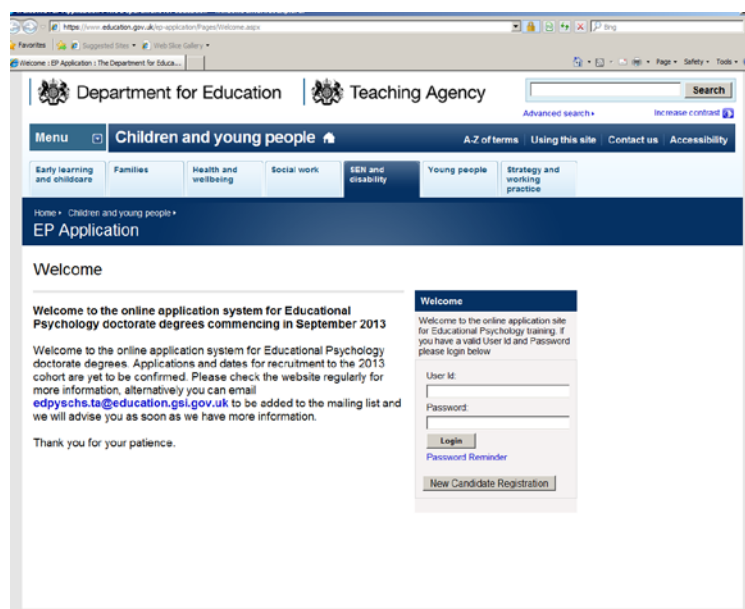 https://www.education.gov.uk/ep-application/Pages/Welcome.aspx
Bing
Favorites Suggested Sites Web Slice Gallery
Welcome : EP Application : The Department for Educa...
Page Safety Tools
Department for Education Teaching Agency
Search
Advanced search
Increase contrast
Menu Children and young people
A-Z of terms Using this site Contact us Accessibility
Early learning and childcare
Families
Health and wellbeing
Social work
SEN and disability
Young people
Strategy and working practice
Home Children and young people
EP Application
Welcome
Welcome to the online application system for Educational
Psychology doctorate degrees commencing in September 2013
Welcome to the online application system for Educational Psychology
doctorate degrees. Applications and dates for recruitment to the 2013
cohort are yet to be confirmed. Please check the website regularly for
more information, alternatively you can email
edpyschs.ta@education.gsi.gov.uk to be added to the mailing list and
we will advise you as soon as we have more information.
Thank you for your patience.
Welcome
Welcome to the online application site
for Educational Psychology training. If
you have a valid User Id and Password
please login below
User Id:
Password:
Login
Password Reminder
New Candidate Registration